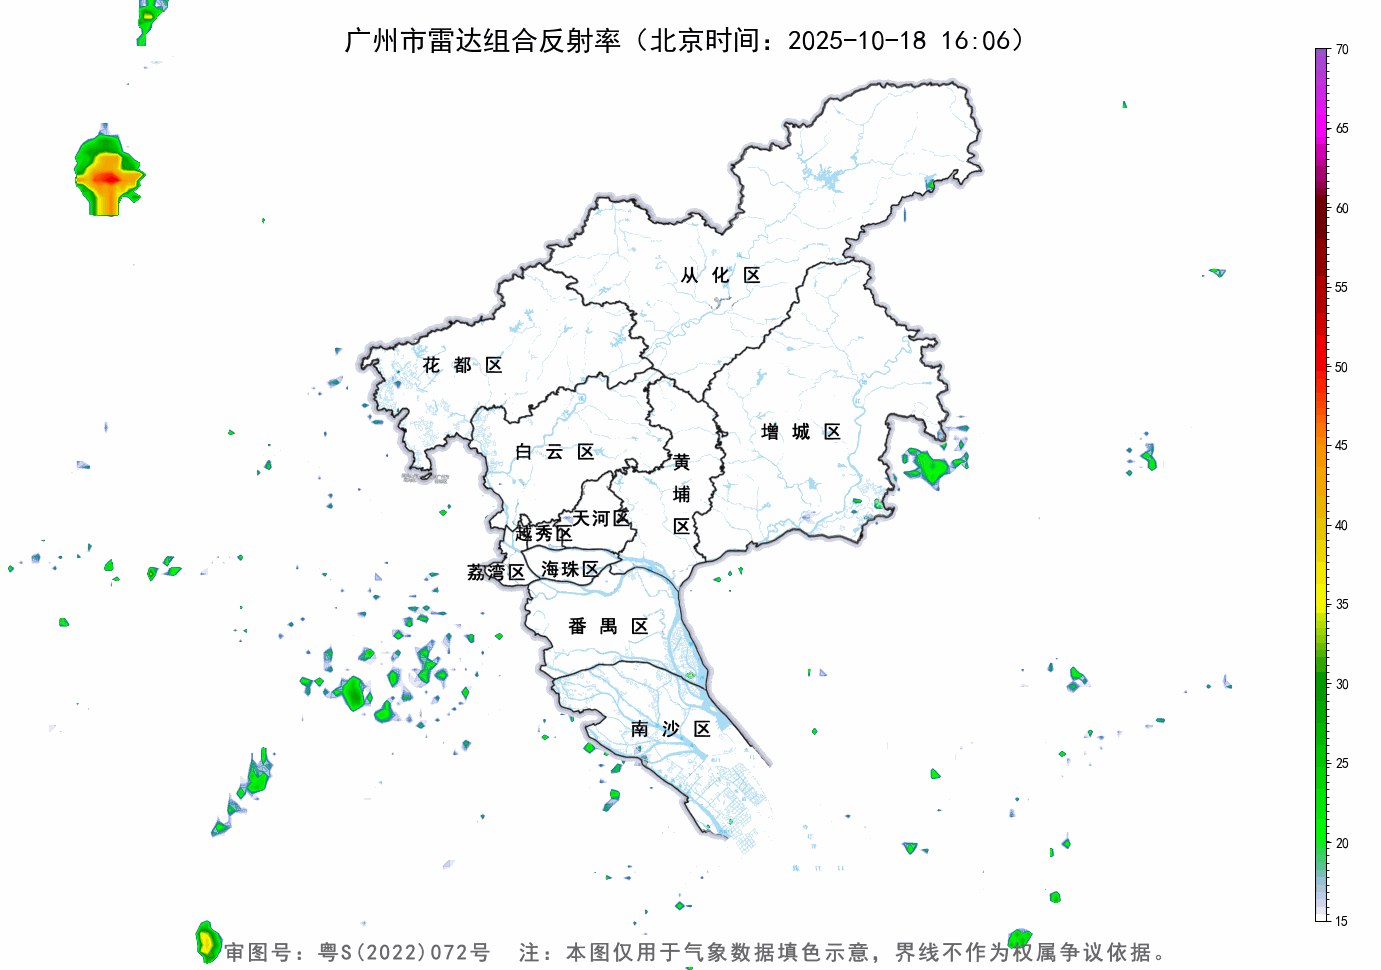 广州市雷达组合反射率（北京时间：2025-10-18 16:06）
70
65
60
55
50
45
40
35
30
25
20
15
从化区
花都区
增城区
白云区
黄埔区
天河区
越秀区
荔湾区
海珠区
番禺区
南沙区
审图号：粤S(2022)072号 注：本图仅用于气象数据填色示意，界线不作为权属争议依据。